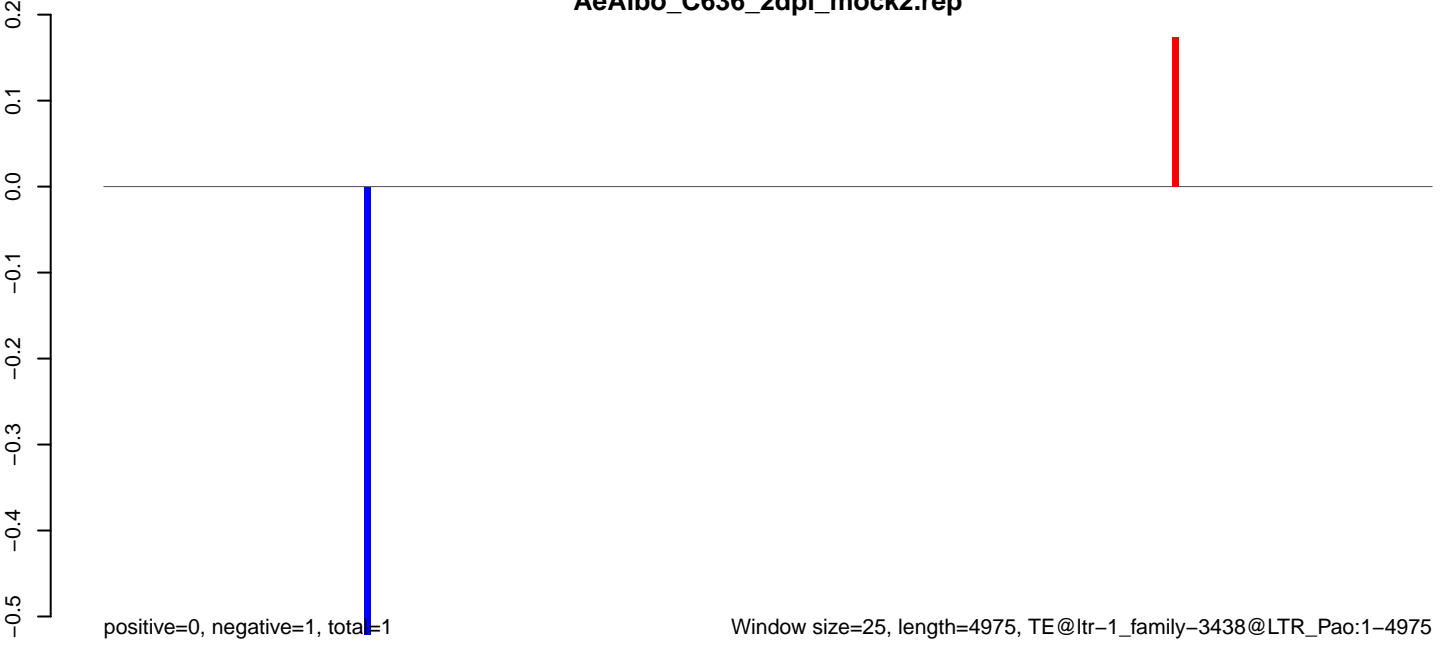 AeAlbo_C636_2dpi_mock2.rep
0.2
0.1
0.0
−0.1
−0.2
−0.3
−0.4
−0.5
positive=0, negative=1, total=1
Window size=25, length=4975, TE@ltr−1_family−3438@LTR_Pao:1−4975